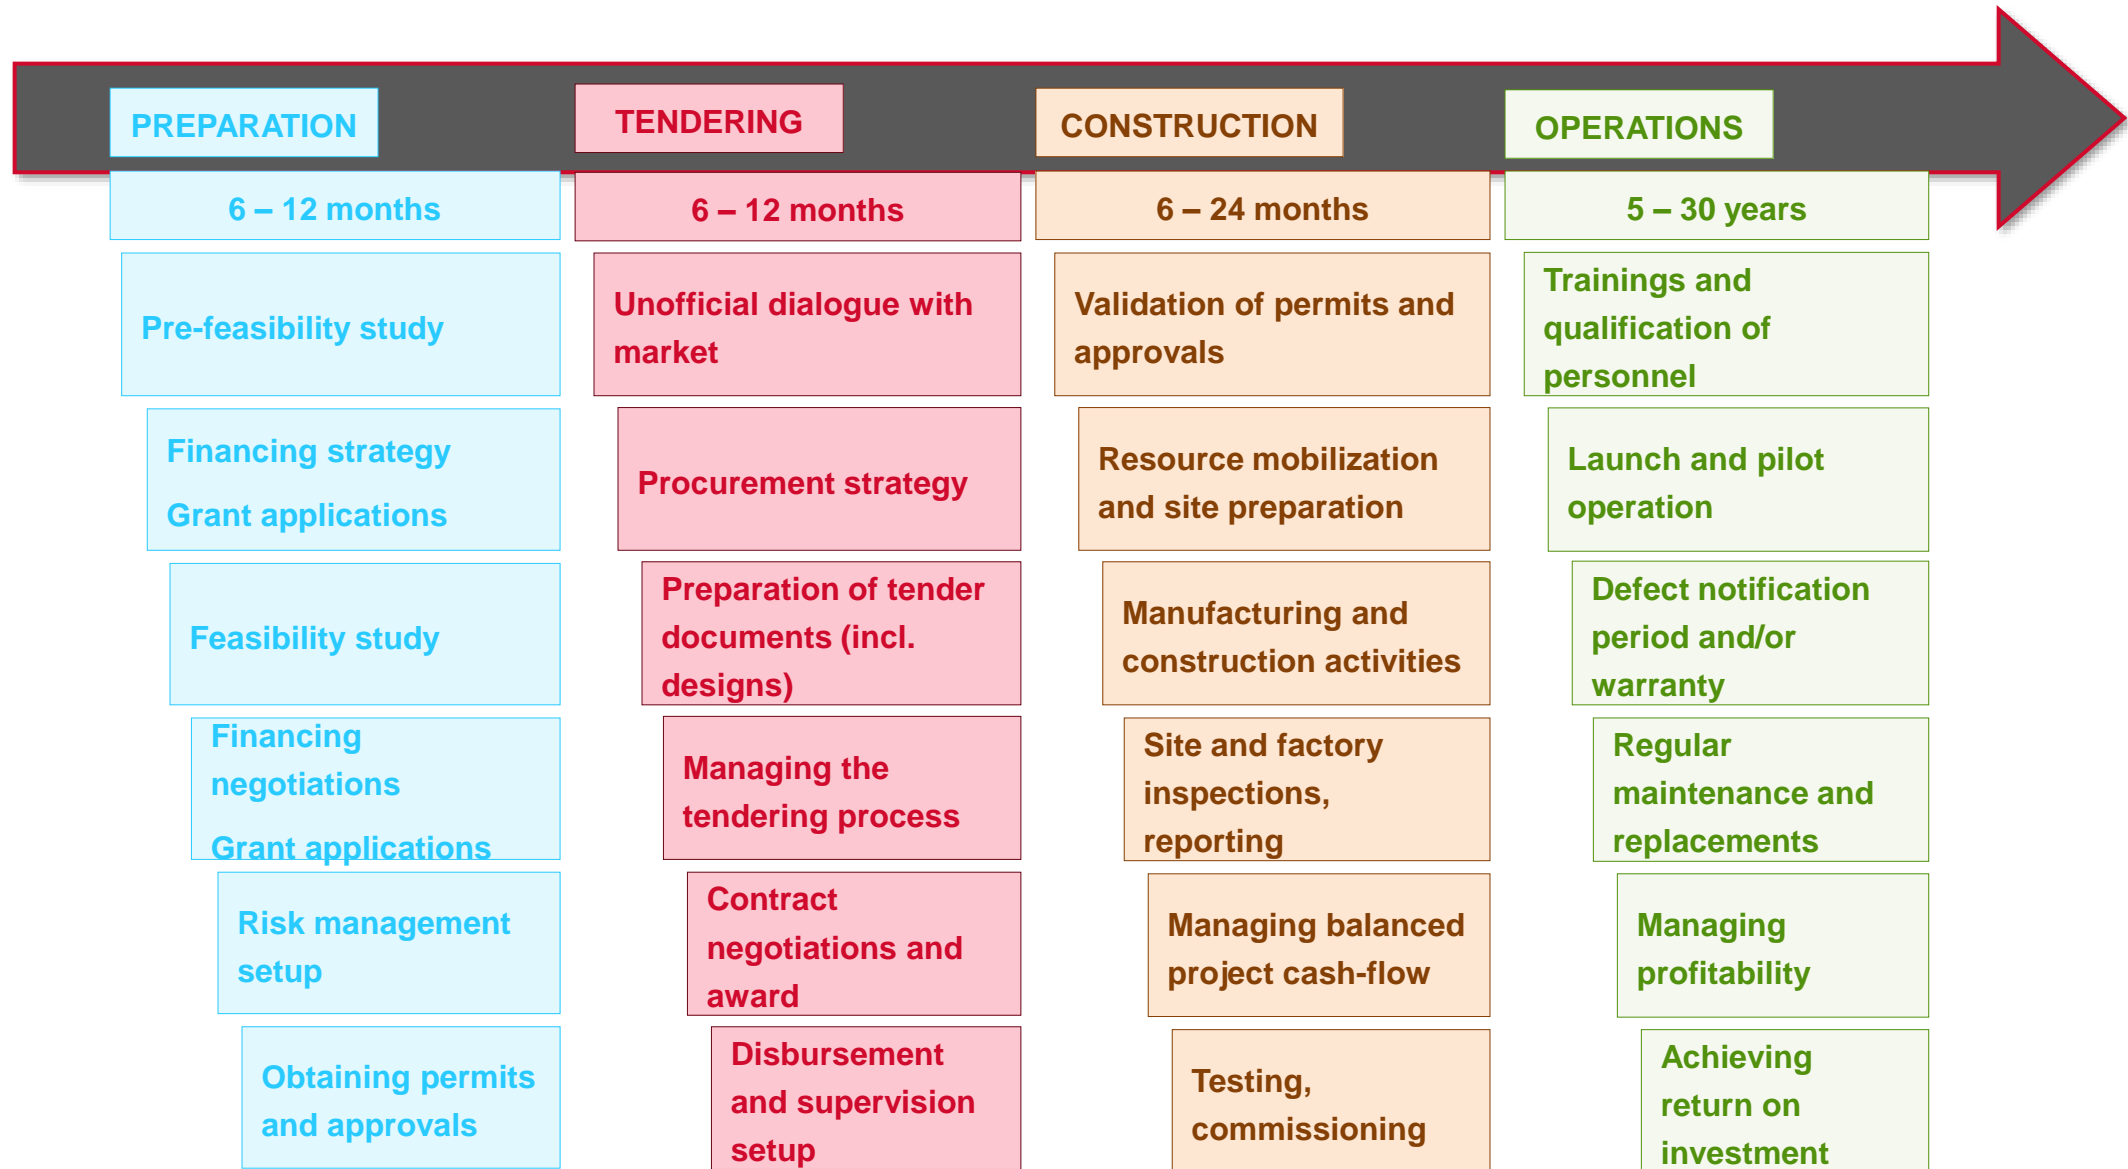 PREPARATION
6 – 12 months
Pre-feasibility study
Financing strategy
Grant applications
Feasibility study
Financing
negotiations
Grant applications
Risk management
setup
Obtaining permits
and approvals
TENDERING
6 – 12 months
Unofficial dialogue with
market
Procurement strategy
Preparation of tender
documents (incl.
designs)
Managing the
tendering process
Contract
negotiations and
award
Disbursement
and supervision
setup
CONSTRUCTION
6 – 24 months
Validation of permits and
approvals
Resource mobilization
and site preparation
Manufacturing and
construction activities
Site and factory
inspections,
reporting
Managing balanced
project cash-flow
Testing,
commissioning
OPERATIONS
5 – 30 years
Trainings and
qualification of
personnel
Launch and pilot
operation
Defect notification
period and/or
warranty
Regular
maintenance and
replacements
Managing
profitability
Achieving
return on
investment